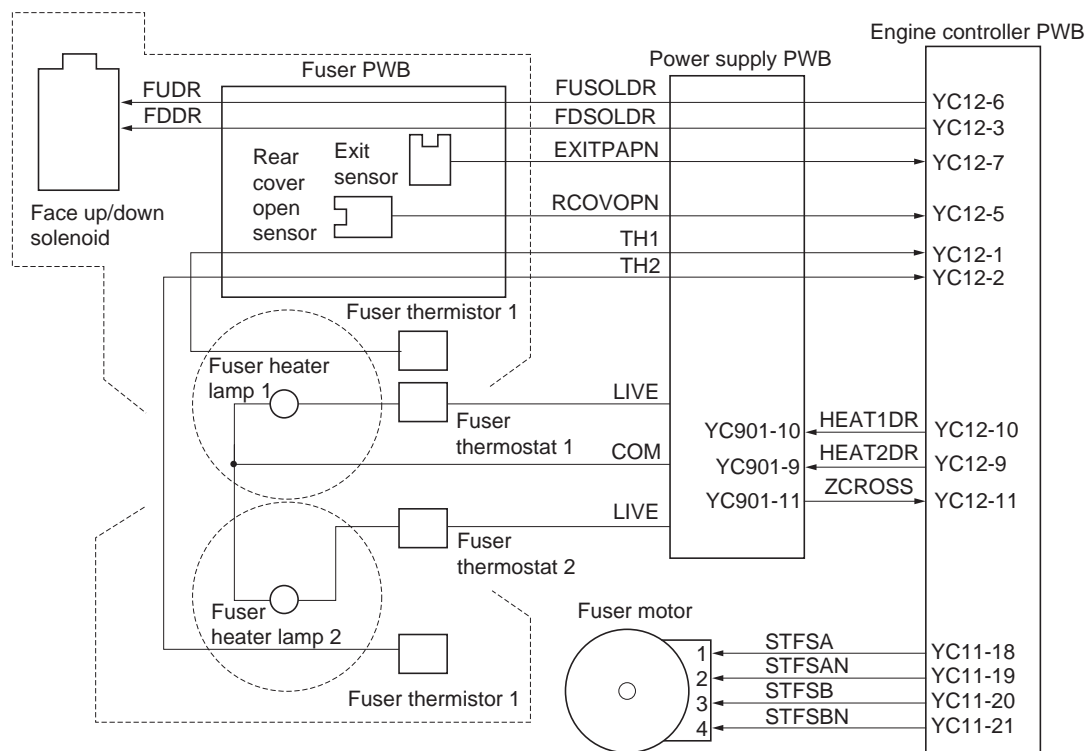 Engine controller PWB
Power supply PWB
Fuser PWB
FUDR
FUSOLDR
YC12-6
FDDR
FDSOLDR
YC12-3
Exit
sensor
EXITPAPN
YC12-7
Rear
cover
open
sensor
RCOVOPN
YC12-5
Face up/down
solenoid
TH1
YC12-1
TH2
YC12-2
Fuser thermistor 1
Fuser heater
lamp 1
LIVE
Fuser
thermostat 1
COM
YC901-10
HEAT1DR
YC12-10
YC901-9
HEAT2DR
YC12-9
YC901-11
ZCROSS
YC12-11
LIVE
Fuser
thermostat 2
Fuser
heater lamp 2
Fuser thermistor 1
Fuser motor
1
STFSA
YC11-18
2
STFSAN
YC11-19
3
STFSB
YC11-20
4
STFSBN
YC11-21